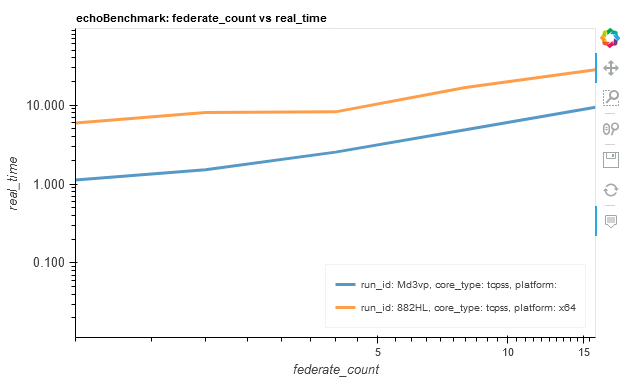 echoBenchmark: federate_count vs real_time
10.000
1.000
0.100
real_time
run_id: Md3vp, core_type: tcpss, platform:
run_id: 882HL, core_type: tcpss, platform: x64
5
10
15
federate_count